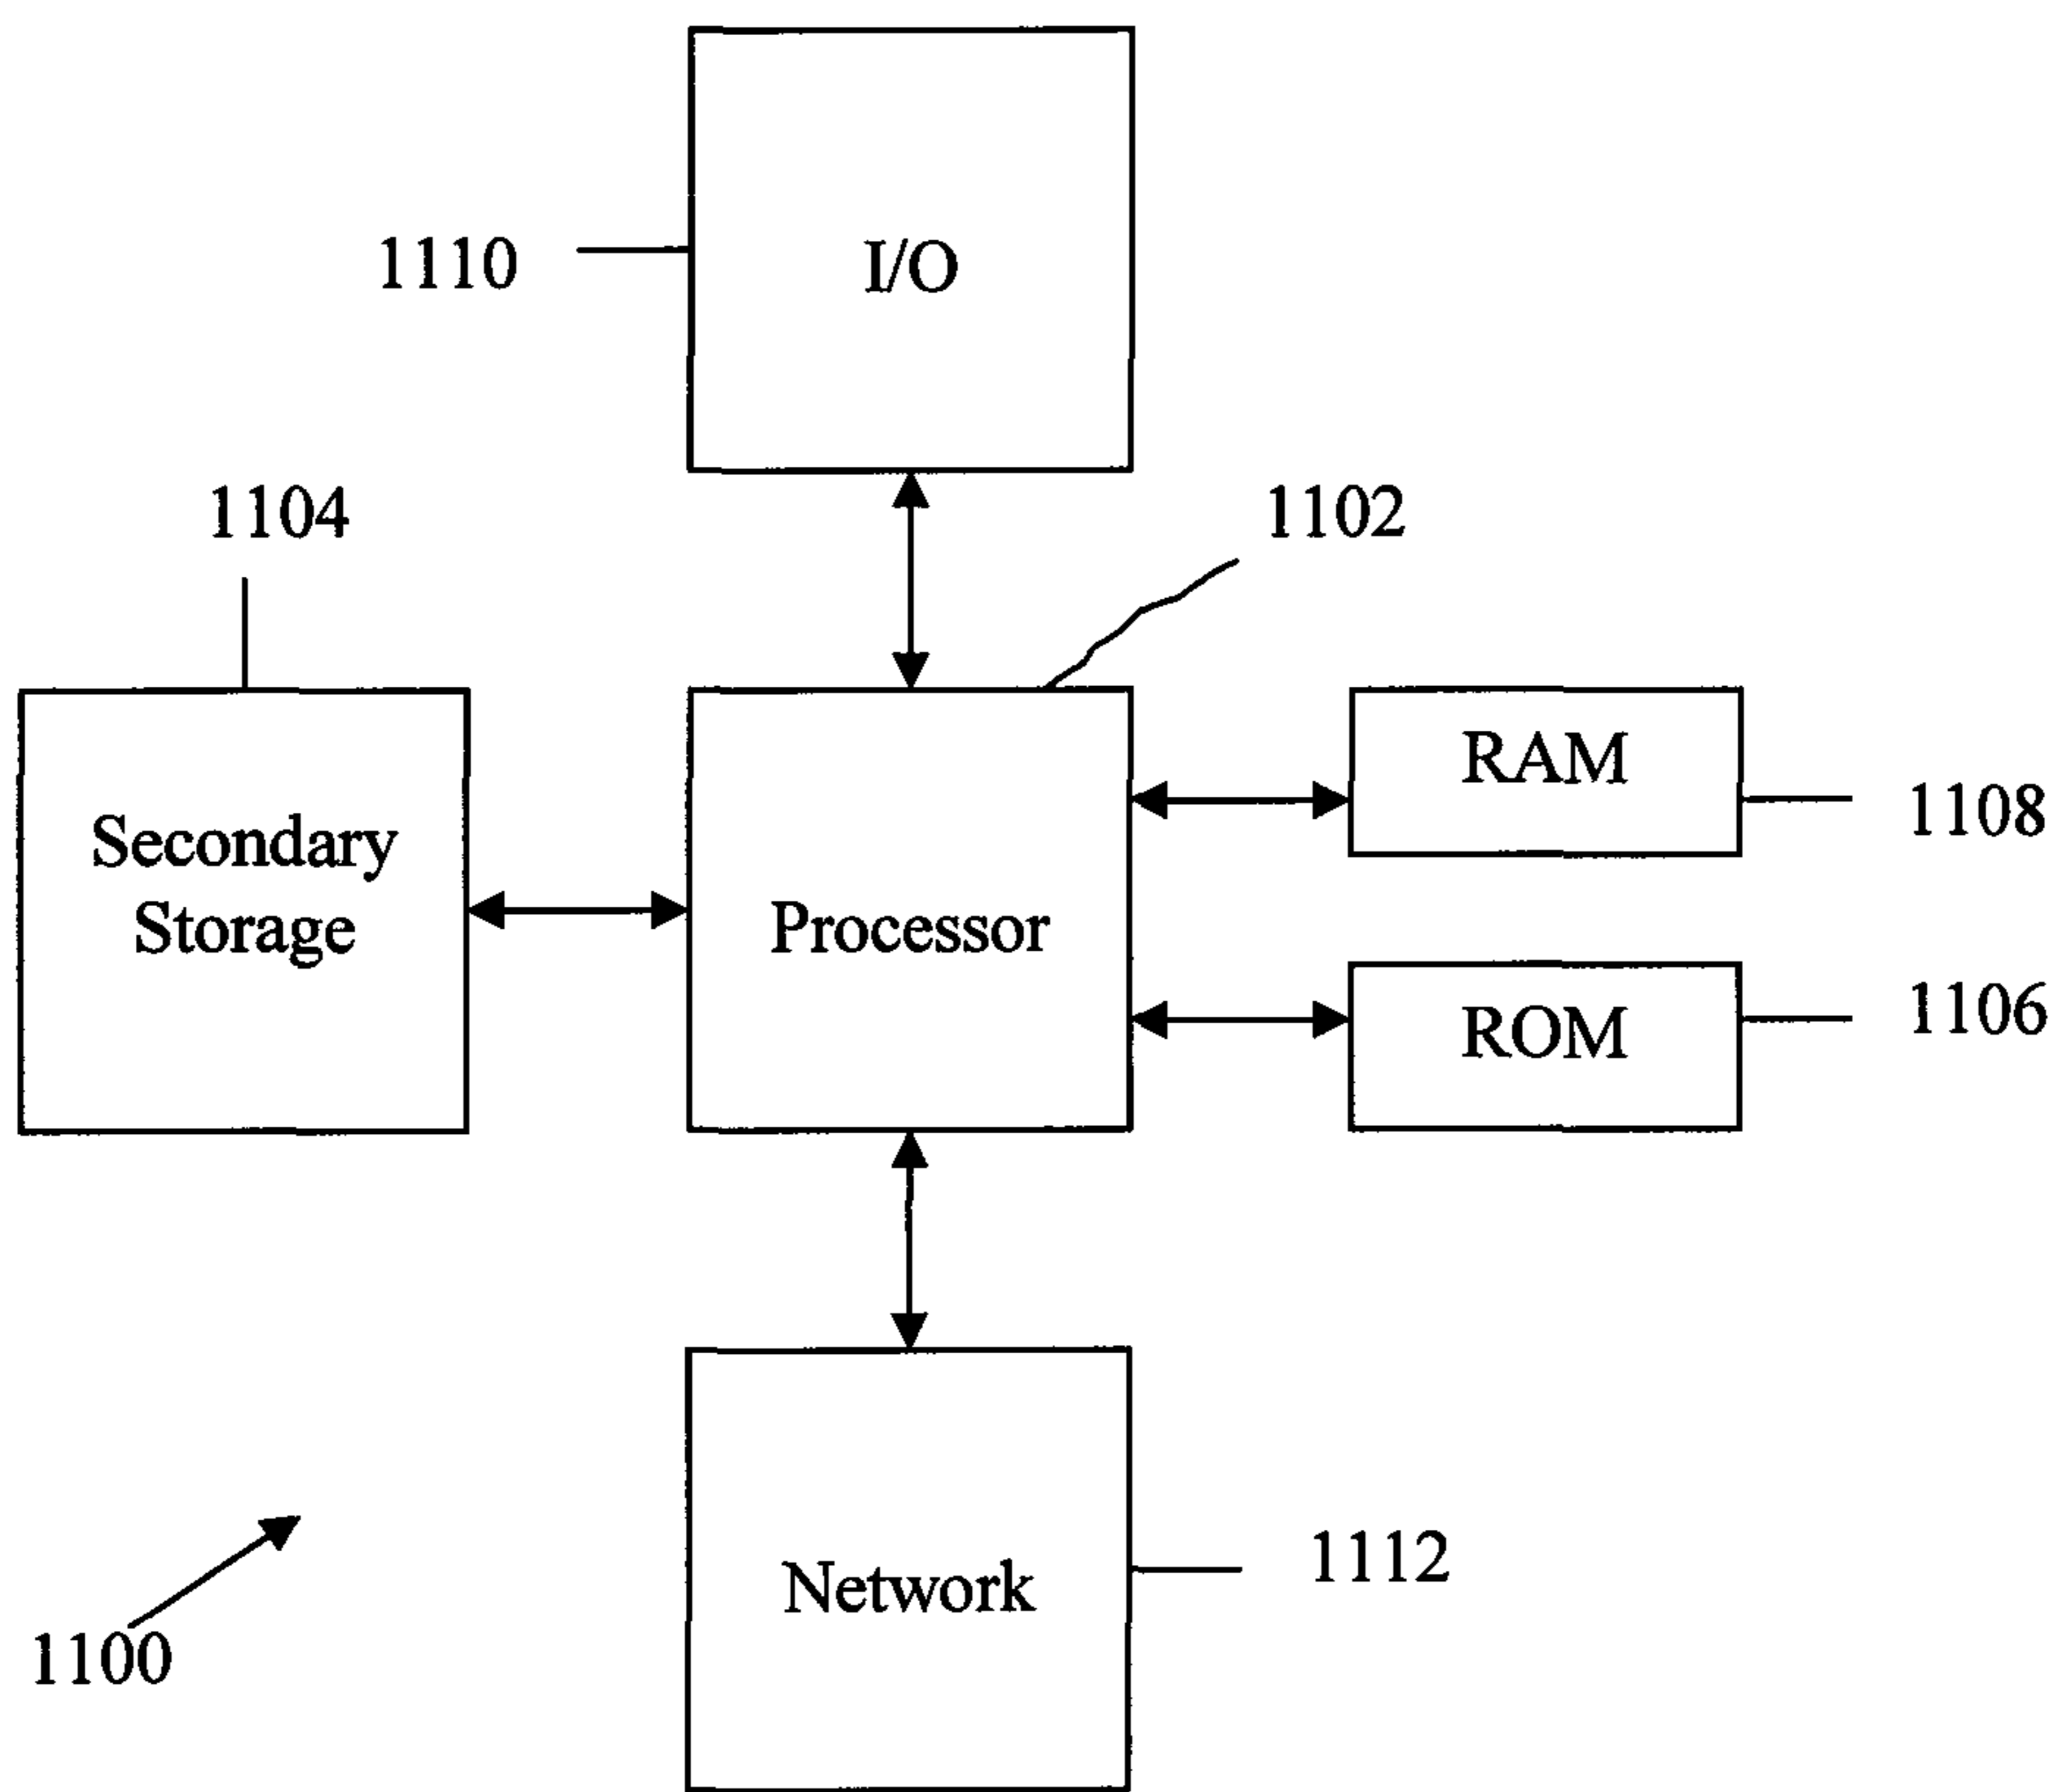 1110
I/O
1104
1102
RAM
1108
Secondary
Storage
Processor
ROM
1106
Network
1112
1100